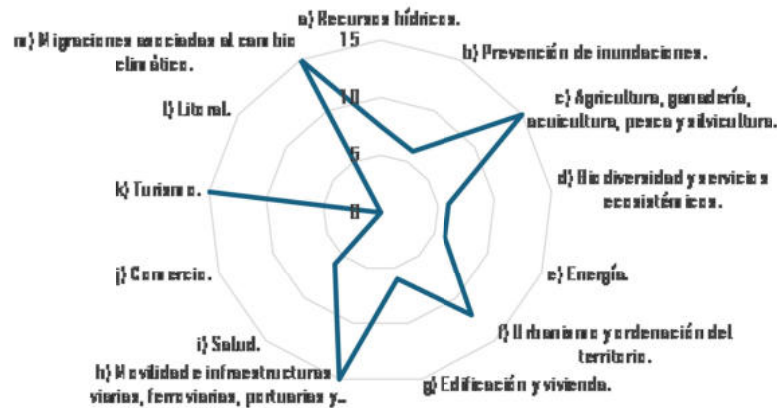 a) Recursos hídricos.
15
m) Migraciones asociadas al cambio
climático.
b) Prevención de inundaciones.
10
c) Agricultura, ganadería,
acuicultura, pesca y silvicultura.
l) Litoral.
5
k) Turismo.
d) Biodiversidad y servicios
ecosistémicos.
0
j) Comercio.
e) Energía.
i) Salud.
f) Urbanismo y ordenación del
territorio.
h) Movilidad e infraestructuras
viarias, ferroviarias, portuarias y...
g) Edificación y vivienda.